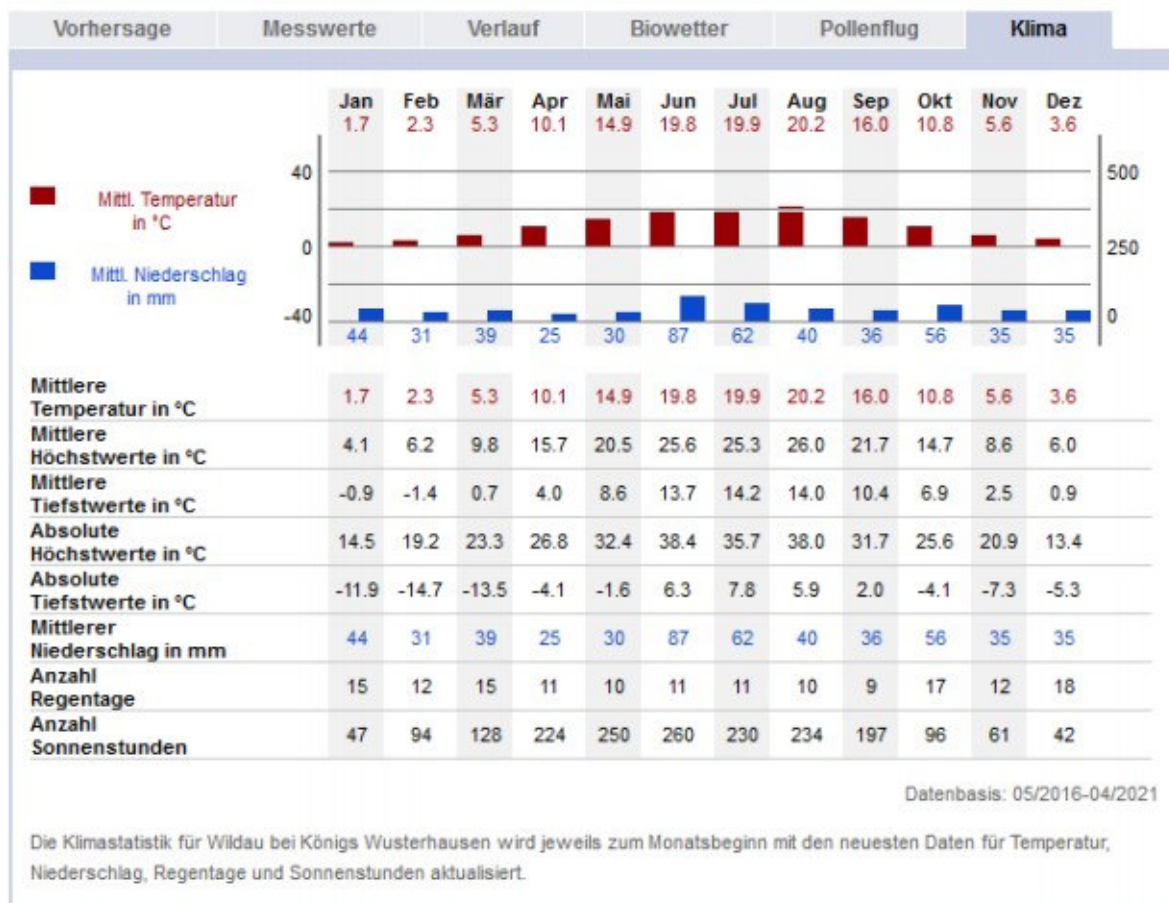 Vorhersage Messwerte Verlauf Biowetter Pollenflug Klima
Jan Feb Mär Apr Mai Jun Jul Aug Sep Okt Nov Dez
1.7 2.3 5.3 10.1 14.9 19.8 19.9 20.2 16.0 10.8 5.6 3.6
40 500
Mittl. Temperatur
in °C
0 250
Mittl. Niederschlag
in mm
-40 0
44 31 39 25 30 87 62 40 36 56 35 35
Mittlere
Temperatur in ºC 1.7 2.3 5.3 10.1 14.9 19.8 19.9 20.2 16.0 10.8 5.6 3.6
Mittlere
Höchstwerte in ºC 4.1 6.2 9.8 15.7 20.5 25.6 25.3 26.0 21.7 14.7 8.6 6.0
Mittlere
Tiefstwerte in ºC -0.9 -1.4 0.7 4.0 8.6 13.7 14.2 14.0 10.4 6.9 2.5 0.9
Absolute
Höchstwerte in ºC 14.5 19.2 23.3 26.8 32.4 38.4 35.7 38.0 31.7 25.6 20.9 13.4
Absolute
Tiefstwerte in ºC -11.9 -14.7 -13.5 -4.1 -1.6 6.3 7.8 5.9 2.0 -4.1 -7.3 -5.3
Mittlerer
Niederschlag in mm 44 31 39 25 30 87 62 40 36 56 35 35
Anzahl
Regentage 15 12 15 11 10 11 11 10 9 17 12 18
Anzahl
Sonnenstunden 47 94 128 224 250 260 230 234 197 96 61 42
Datenbasis: 05/2016-04/2021
Die Klimastatistik für Wildau bei Königs Wusterhausen wird jeweils zum Monatsbeginn mit den neuesten Daten für Temperatur,
Niederschlag, Regentage und Sonnenstunden aktualisiert.